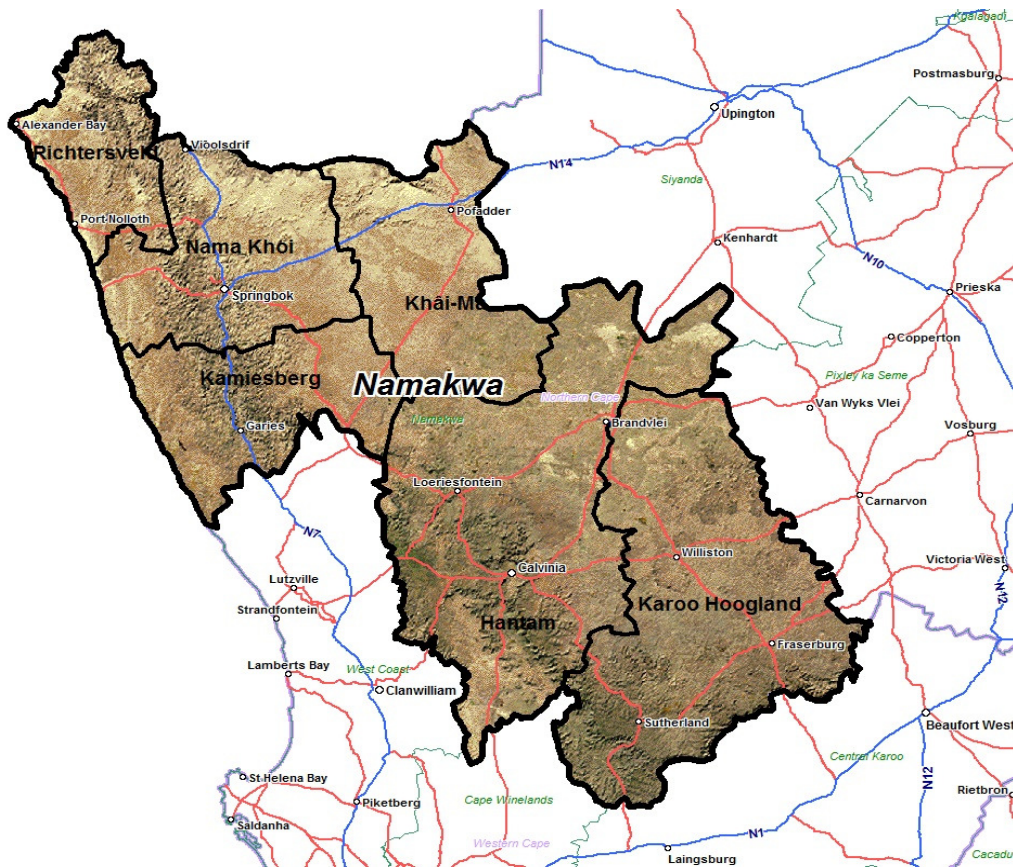 Kgalagadi
Postmasburg
Upington
Alexander Bay
Vioolsdrif
Richtersveld
N14
Siyanda
Pofadder
Port Nolloth
Kenhardt
Nama Khoi
N10
Springbok
Prieska
Khâi-Ma
Copperton
Kamiesberg
Namakwa
Pixley ka Seme
Northern Cape
Van Wyks Vlei
Namakwa
Brandvlei
Garies
Vosburg
Loeriesfontein
Carnarvon
N7
Williston
Victoria West
Calvinia
Lutzville
N12
Strandfontein
Karoo Hoogland
Hantam
Fraserburg
Lamberts Bay
West Coast
Clanwilliam
Sutherland
Beaufort West
Central Karoo
St Helena Bay
N12
Rietbron
Cape Winelands
Piketberg
Saldanha
N1
Western Cape
Laingsburg
Cacadu